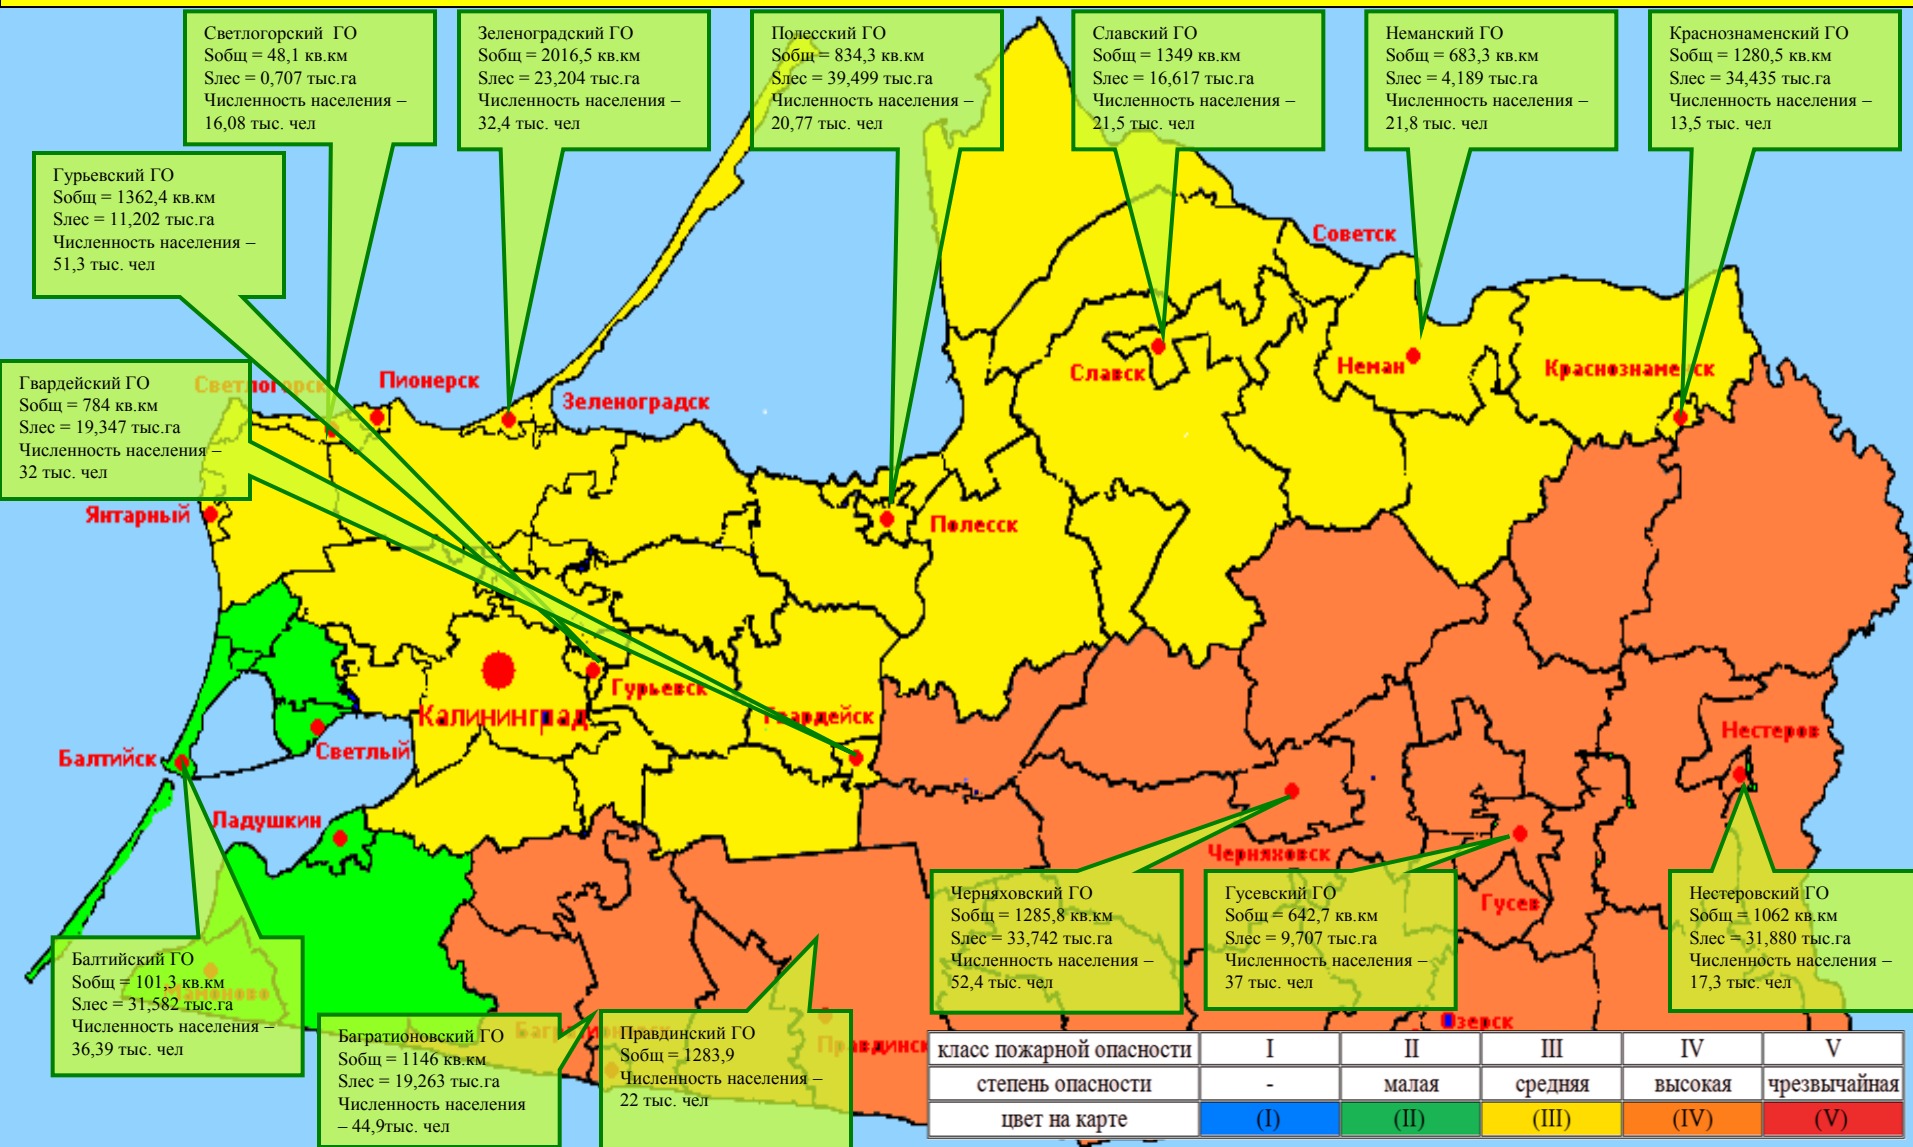 Светлогорский ГО
Sобщ = 48,1 кв.км
Sлес = 0,707 тыс.га
Численность населения –
16,08 тыс. чел
Зеленоградский ГО
Sобщ = 2016,5 кв.км
Sлес = 23,204 тыс.га
Численность населения –
32,4 тыс. чел
Полесский ГО
Sобщ = 834,3 кв.км
Sлес = 39,499 тыс.га
Численность населения –
20,77 тыс. чел
Славский ГО
Sобщ = 1349 кв.км
Sлес = 16,617 тыс.га
Численность населения –
21,5 тыс. чел
Неманский ГО
Sобщ = 683,3 кв.км
Sлес = 4,189 тыс.га
Численность населения –
21,8 тыс. чел
Краснознаменский ГО
Sобщ = 1280,5 кв.км
Sлес = 34,435 тыс.га
Численность населения –
13,5 тыс. чел
Гурьевский ГО
Sобщ = 1362,4 кв.км
Sлес = 11,202 тыс.га
Численность населения –
51,3 тыс. чел
Гвардейский ГО
Sобщ = 784 кв.км
Sлес = 19,347 тыс.га
Численность населения –
32 тыс. чел
Советск
Светлогорск
Пионерск
Зеленоградск
Славск
Неман
Краснознаменск
Янтарный
Полесск
Гурьевск
Калининград
Гвардейск
Нестеров
Балтийск
Светлый
Ладушкин
Черняховск
Гусев
Мамоново
Багратионовск
Правдинск
Озерск
Черняховский ГО
Sобщ = 1285,8 кв.км
Sлес = 33,742 тыс.га
Численность населения –
52,4 тыс. чел
Гусевский ГО
Sобщ = 642,7 кв.км
Sлес = 9,707 тыс.га
Численность населения –
37 тыс. чел
Нестеровский ГО
Sобщ = 1062 кв.км
Sлес = 31,880 тыс.га
Численность населения –
17,3 тыс. чел
Балтийский ГО
Sобщ = 101,3 кв.км
Sлес = 31,582 тыс.га
Численность населения –
36,39 тыс. чел
Багратионовский ГО
Sобщ = 1146 кв.км
Sлес = 19,263 тыс.га
Численность населения
– 44,9тыс. чел
Правдинский ГО
Sобщ = 1283,9
Численность населения –
22 тыс. чел
класс пожарной опасности I II III IV V
степень опасности - малая средняя высокая чрезвычайная
цвет на карте (I) (II) (III) (IV) (V)